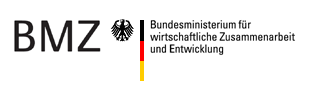 BMZ
Bundesministerium für
wirtschaftliche Zusammenarbeit
und Entwicklung